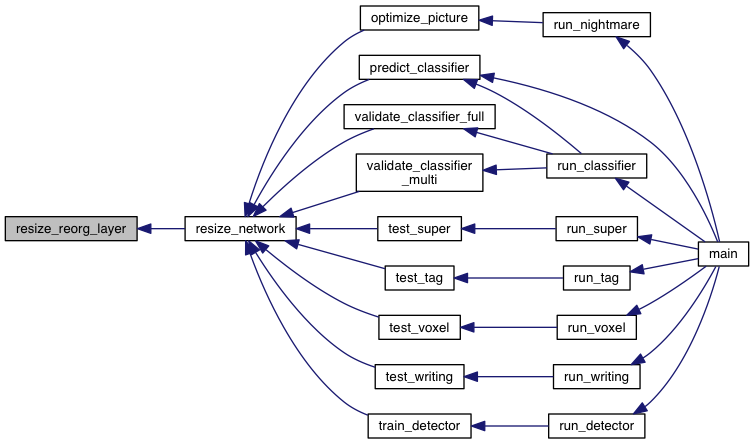 optimize_picture
run_nightmare
predict_classifier
validate_classifier_full
validate_classifier
_multi
run_classifier
resize_reorg_layer
resize_network
test_super
run_super
main
test_tag
run_tag
test_voxel
run_voxel
test_writing
run_writing
train_detector
run_detector